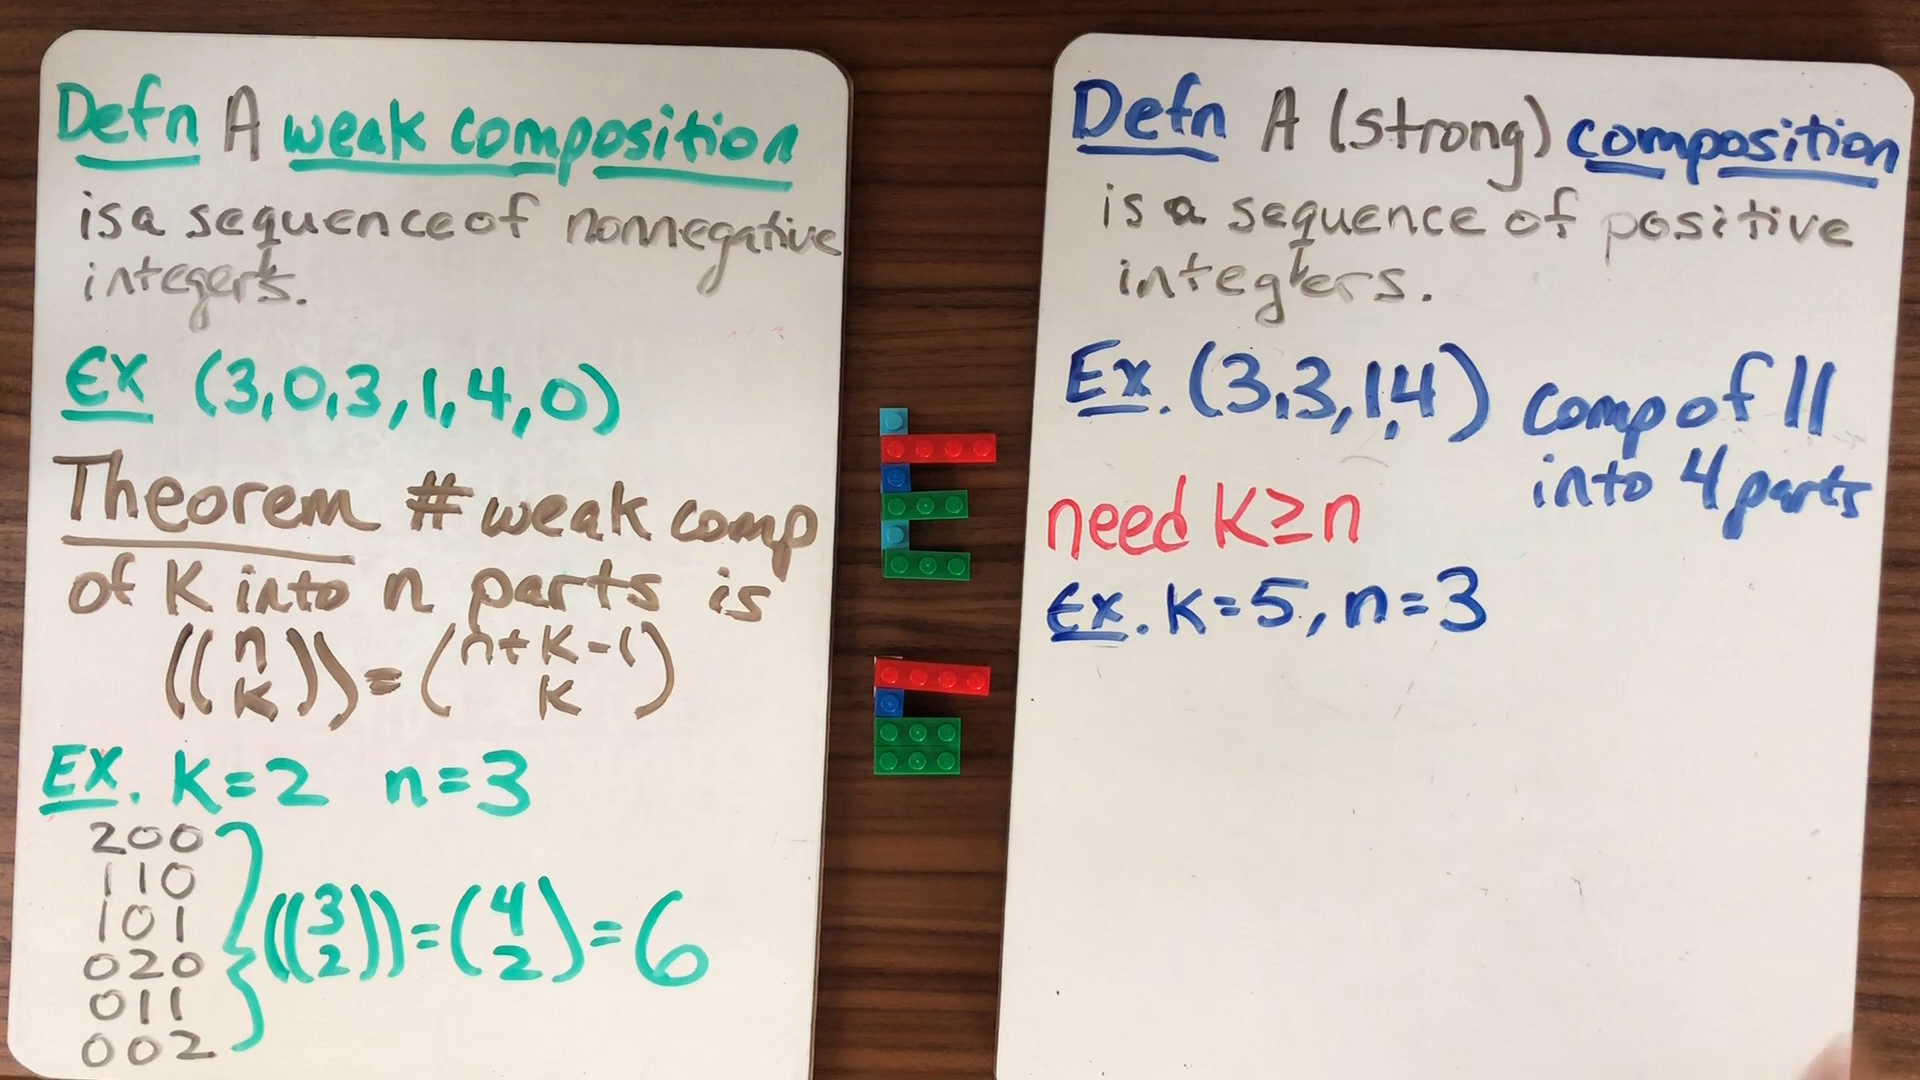 Defn A weak composition
is a sequence of nonnegative
integers.
Ex (3,0,3,1,4,0)
Theorem # weak comp
of K into n parts is
((n K)) = (n+K-1 K)
Ex. K=2 n=3
200
110
101
020
011
002
((3 2)) = (4 2) = 6
Defn A (strong) composition
is a sequence of positive
integers.
Ex. (3,3,1,4) comp of 11
into 4 parts
need K≥n
Ex. K=5, n=3